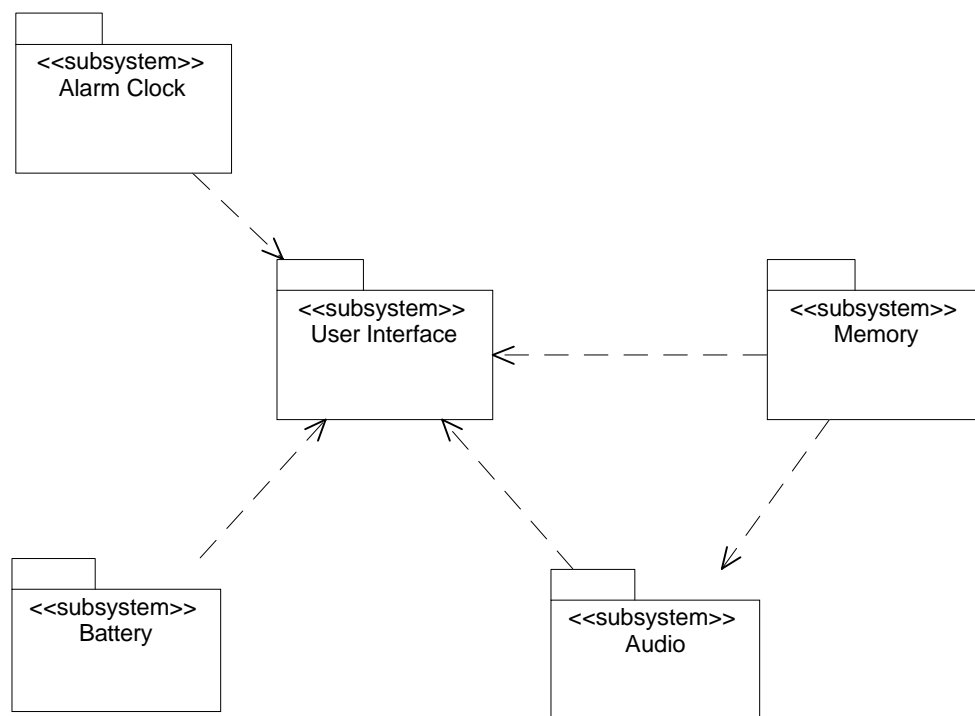 <<subsystem>>
Alarm Clock
<<subsystem>>
User Interface
<<subsystem>>
Memory
<<subsystem>>
Battery
<<subsystem>>
Audio